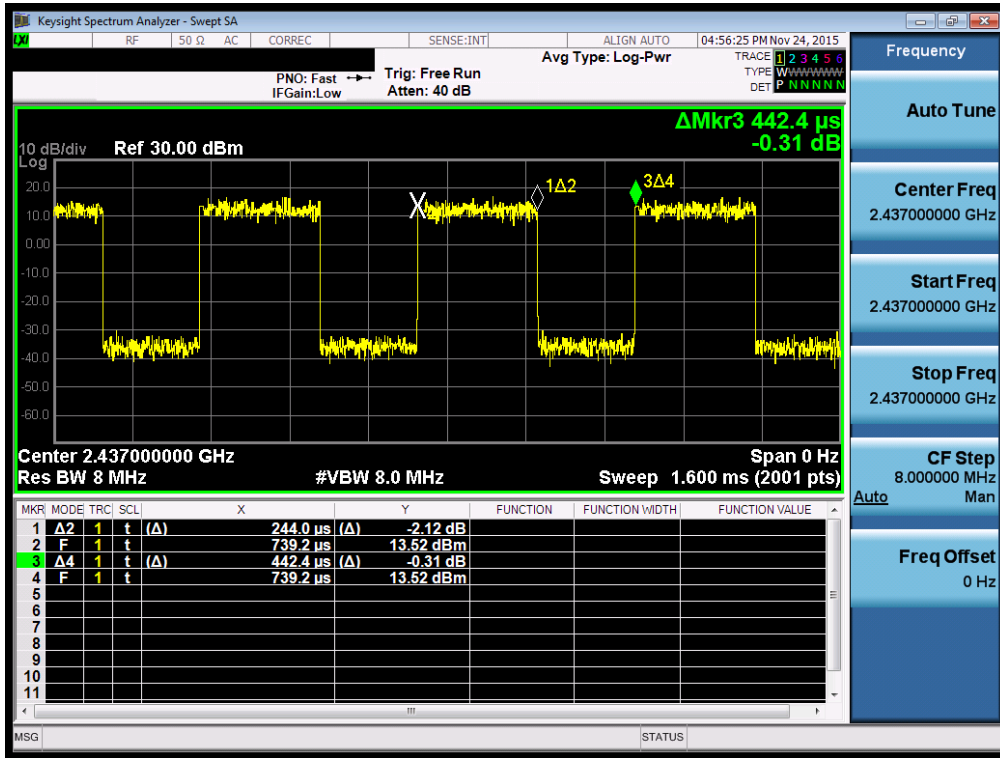 Keysight Spectrum Analyzer - Swept SA
LXI RF 50 Ω AC CORREC SENSE:INT ALIGN AUTO 04:56:25 PM Nov 24, 2015
Avg Type: Log-Pwr
TRACE 1 2 3 4 5 6
TYPE WWWWWW
DET P N N N N N
PNO: Fast Trig: Free Run
IFGain:Low Atten: 40 dB
Frequency
Auto Tune
Center Freq
2.437000000 GHz
Start Freq
2.437000000 GHz
Stop Freq
2.437000000 GHz
CF Step
8.000000 MHz
Auto Man
Freq Offset
0 Hz
ΔMkr3 442.4 µs
-0.31 dB
10 dB/div Ref 30.00 dBm
Log
20.0
10.0
0.00
-10.0
-20.0
-30.0
-40.0
-50.0
-60.0
X 1Δ2 3Δ4
Center 2.437000000 GHz Span 0 Hz
Res BW 8 MHz #VBW 8.0 MHz Sweep 1.600 ms (2001 pts)
MKR MODE TRC SCL X Y FUNCTION FUNCTION WIDTH FUNCTION VALUE
1 Δ2 1 t (Δ) 244.0 µs (Δ) -2.12 dB
2 F 1 t 739.2 µs 13.52 dBm
3 Δ4 1 t (Δ) 442.4 µs (Δ) -0.31 dB
4 F 1 t 739.2 µs 13.52 dBm
5
6
7
8
9
10
11
MSG STATUS